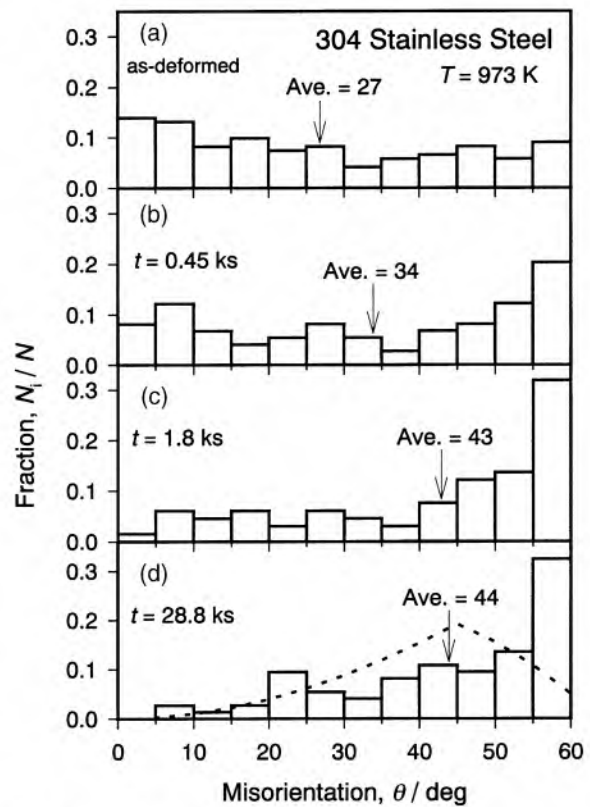 (a)
304 Stainless Steel
as-deformed
T = 973 K
Ave. = 27
0.3
0.2
0.1
0.0
(b)
t = 0.45 ks
Ave. = 34
0.3
0.2
0.1
0.0
(c)
t = 1.8 ks
Ave. = 43
0.3
0.2
0.1
0.0
(d)
t = 28.8 ks
Ave. = 44
0.3
0.2
0.1
0.0
0 10 20 30 40 50 60
Misorientation, θ / deg
Fraction, Ni / N